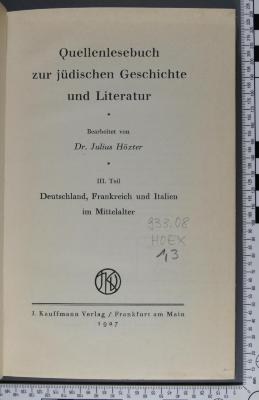 Quellenlesebuch
zur jüdischen Geschichte
und Literatur
*
Bearbeitet von
Dr. Julius Höxter
*
III. Teil
Deutschland, Frankreich und Italien
im Mittelalter
933.08
HOEX
1,3
J. Kauffmann Verlag / Frankfurt am Main
1927